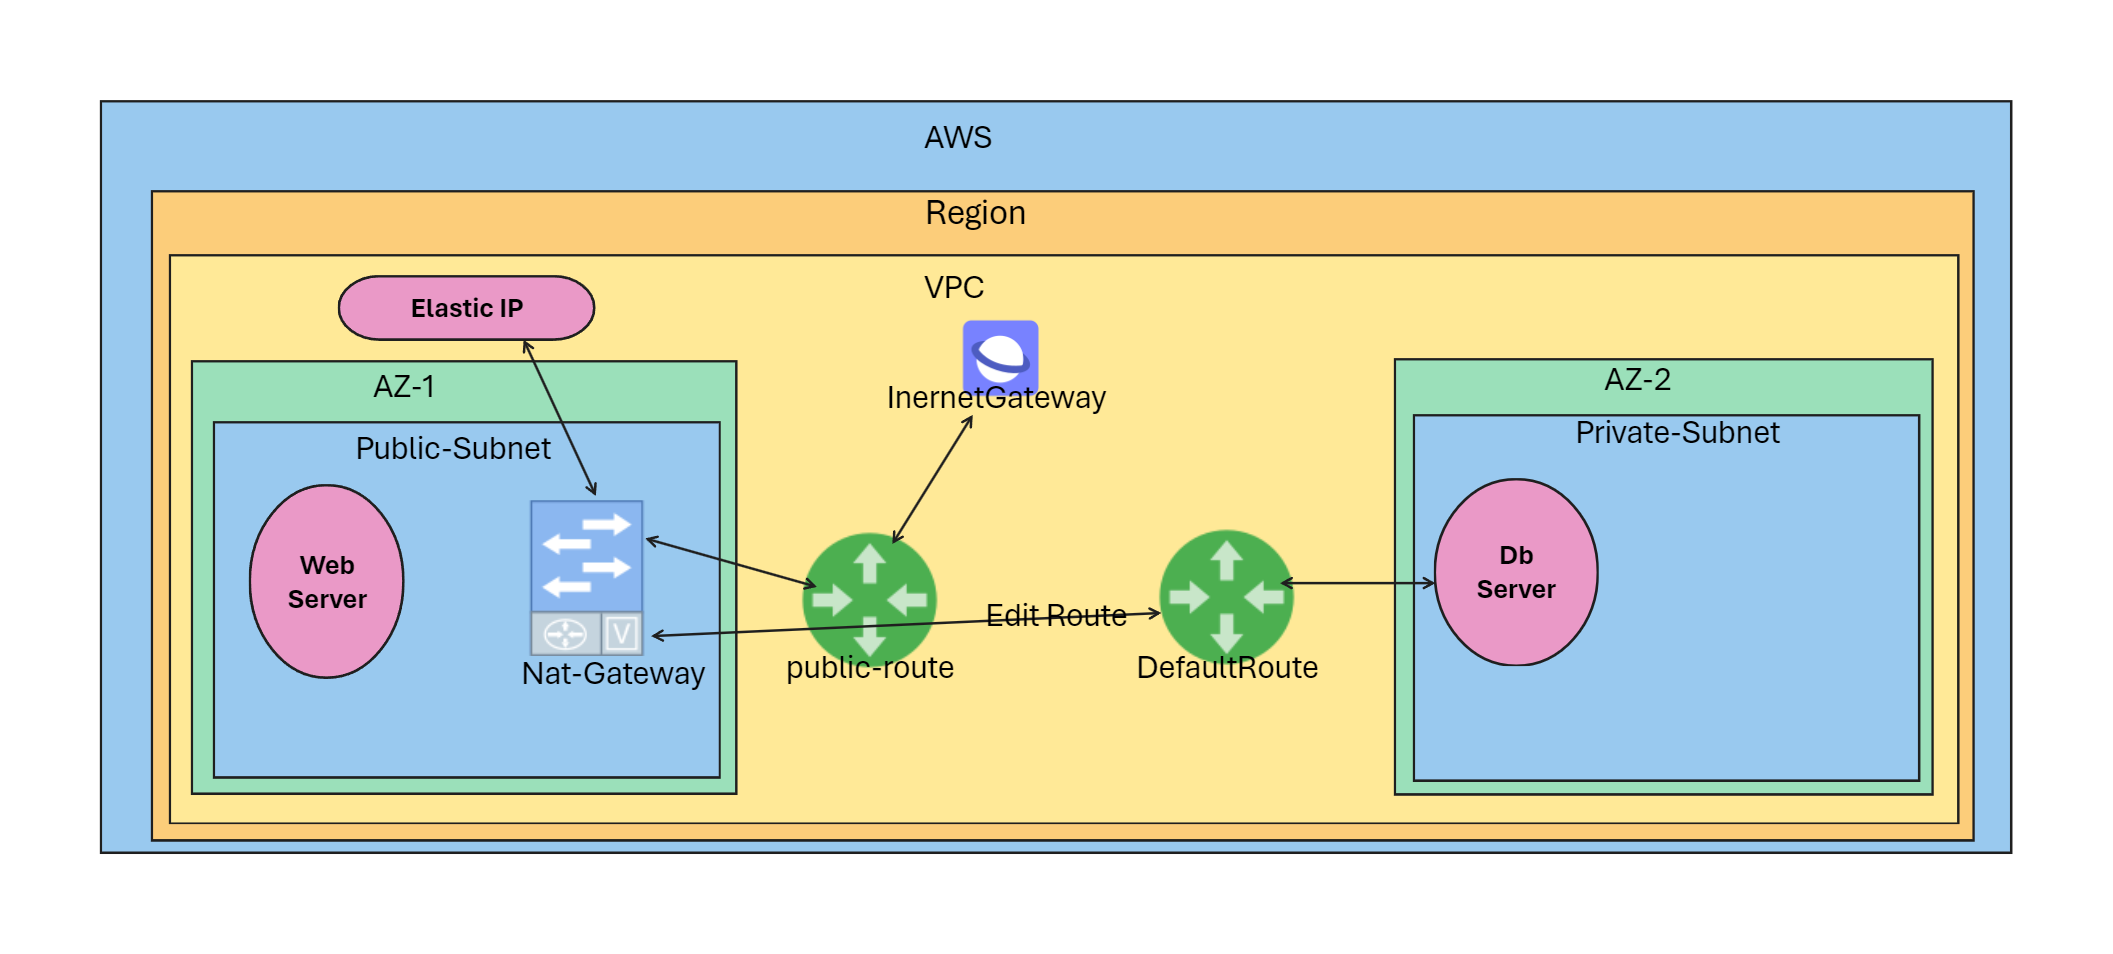 AWS
Region
VPC
Elastic IP
InernetGateway
AZ-1
Public-Subnet
Web
Server
Nat-Gateway
public-route
Edit Route
DefaultRoute
AZ-2
Private-Subnet
Db
Server
V